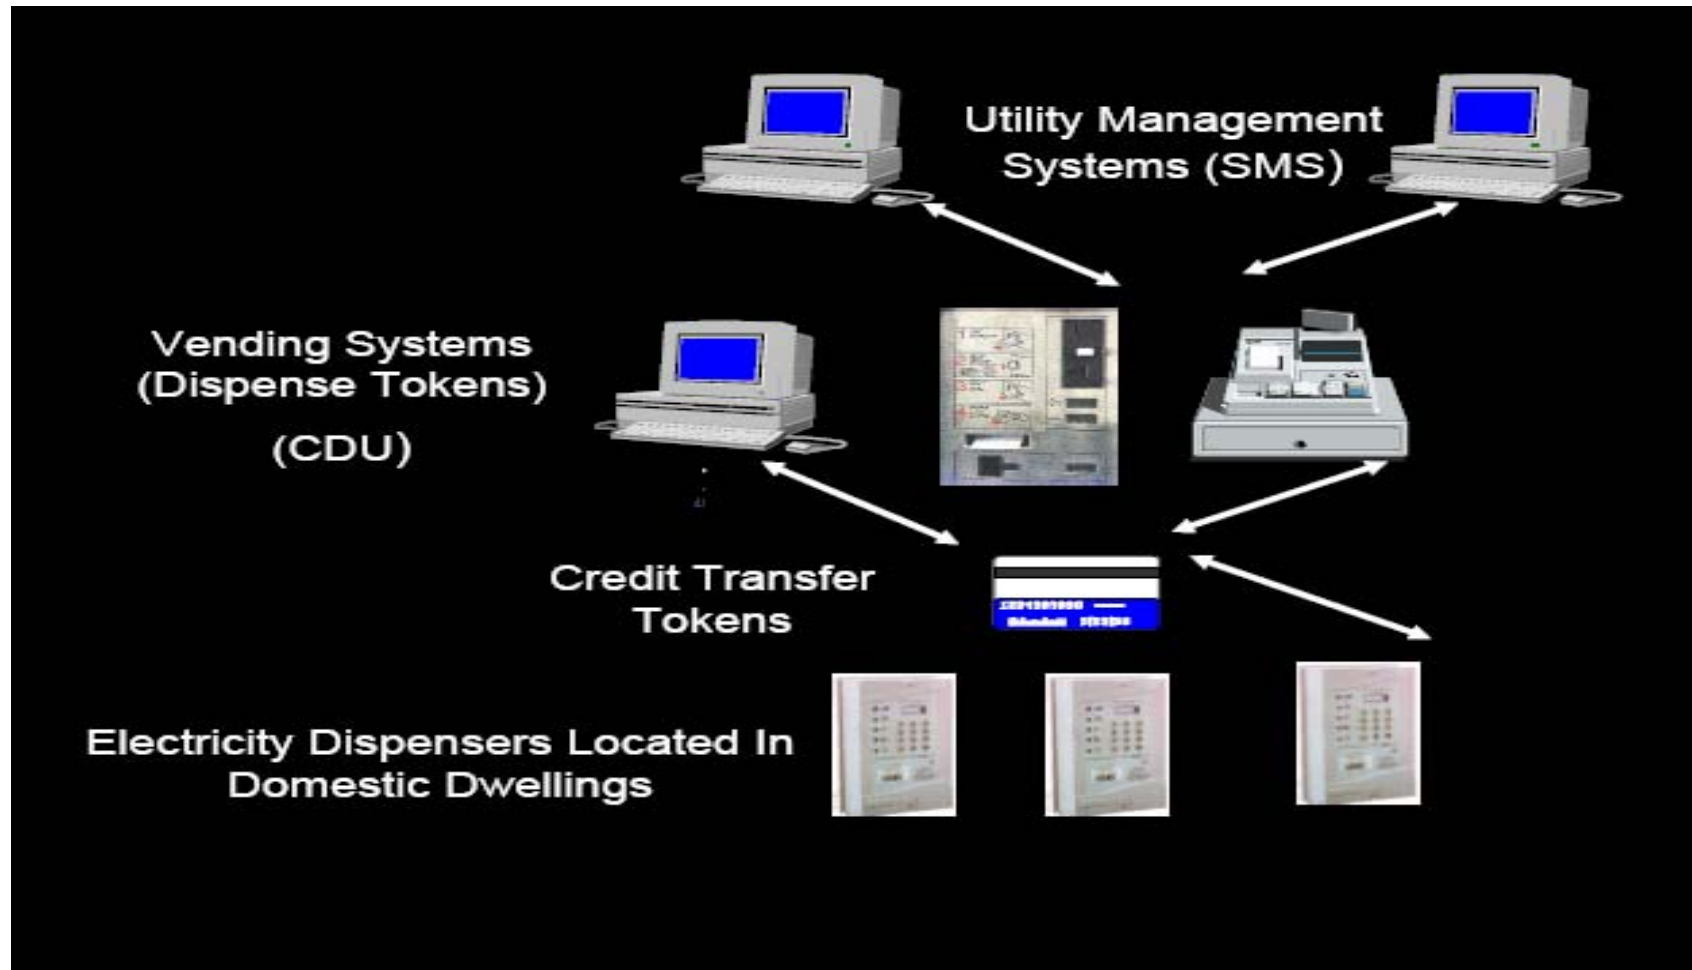 Utility Management
Systems (SMS)
Vending Systems
(Dispense Tokens)
(CDU)
Credit Transfer
Tokens
Electricity Dispensers Located In
Domestic Dwellings